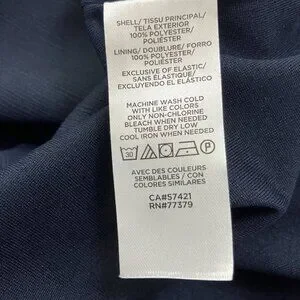 SHELL/ TISSU PRINCIPAL/
TELA EXTERIOR
100% POLYESTER/
POLIÉSTER
LINING/ DOUBLURE/ FORRO
100% POLYESTER/
POLIÉSTER
EXCLUSIVE OF ELASTIC/
SANS ÉLASTIQUE/
EXCLUYENDO EL ELÁSTICO
MACHINE WASH COLD
WITH LIKE COLORS
ONLY NON-CHLORINE
BLEACH WHEN NEEDED
TUMBLE DRY LOW
COOL IRON WHEN NEEDED
30
AVEC DES COULEURS
SEMBLABLES / CON
COLORES SIMILARES
CA#57421
RN#77379